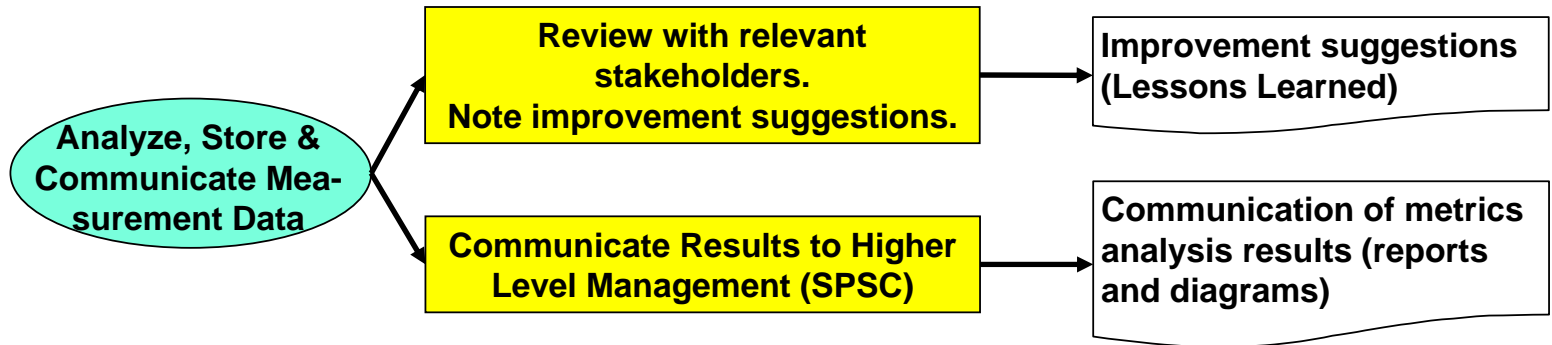 Analyze, Store &
Communicate Mea-
surement Data
Review with relevant
stakeholders.
Note improvement suggestions.
Improvement suggestions
(Lessons Learned)
Communicate Results to Higher
Level Management (SPSC)
Communication of metrics
analysis results (reports
and diagrams)